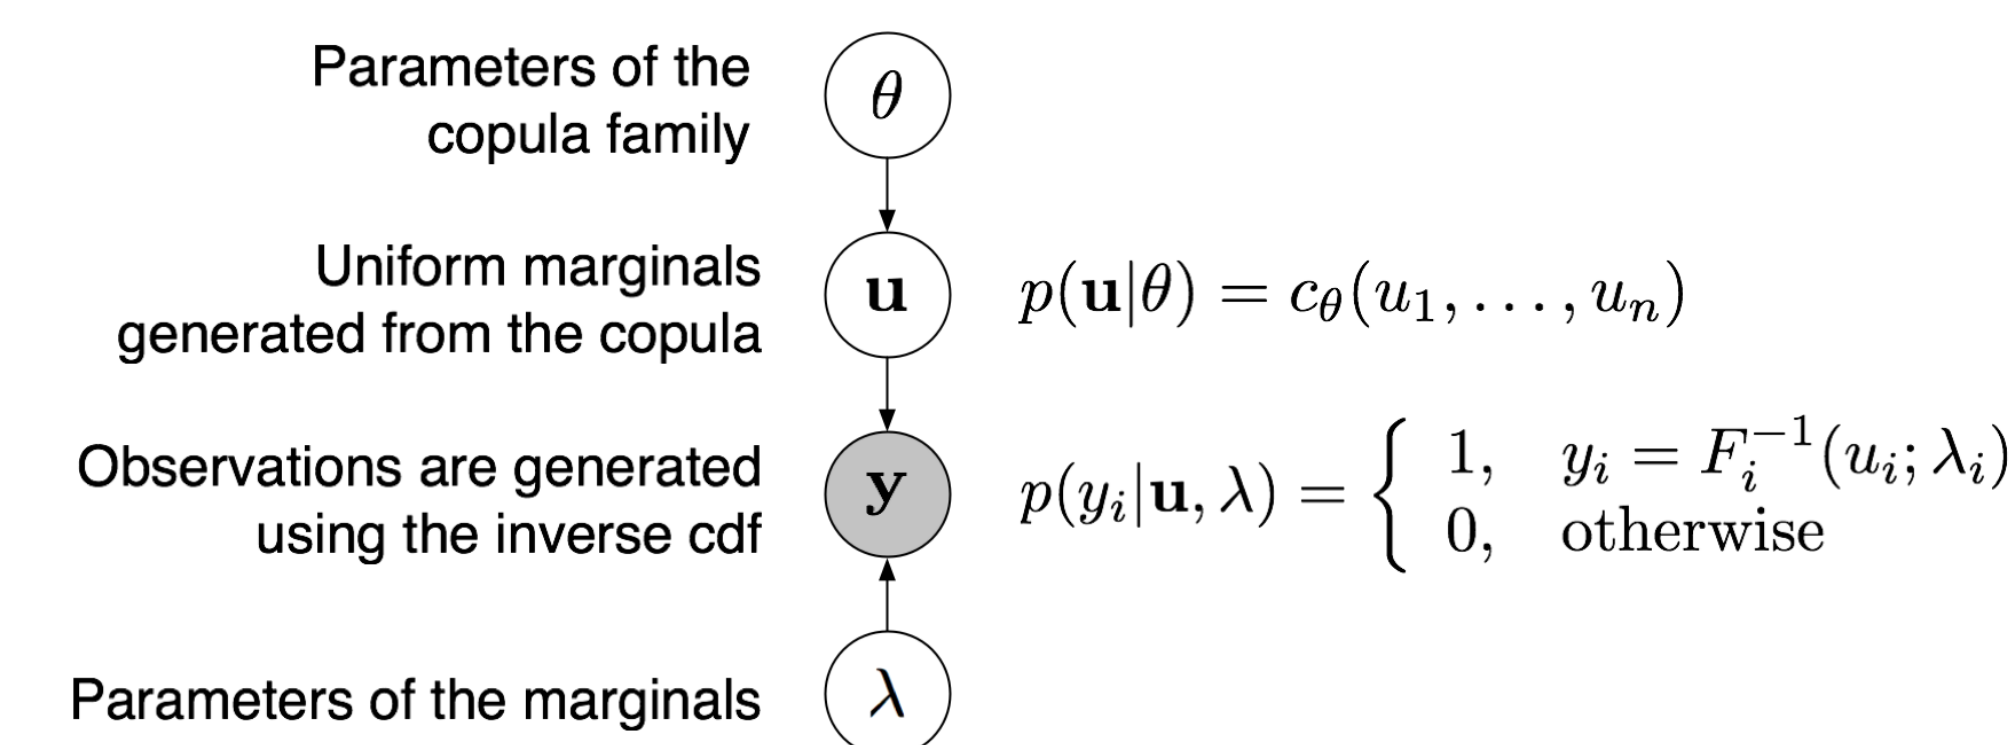 Parameters of the
copula family
θ
Uniform marginals
generated from the copula
u
p(u|θ) = c_θ(u_1, . . . , u_n)
Observations are generated
using the inverse cdf
y
p(y_i|u, λ) = { 1, y_i = F_i^{-1}(u_i; λ_i)
0, otherwise
Parameters of the marginals
λ